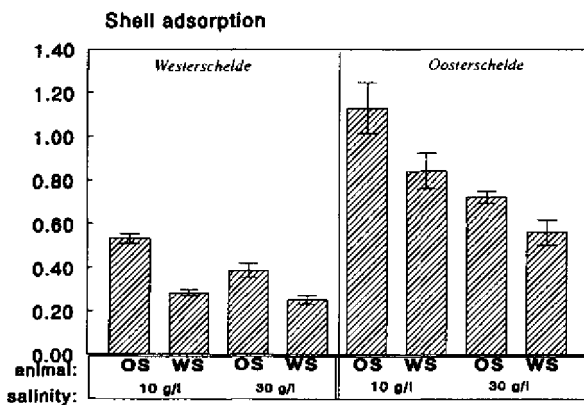 Shell adsorption
1.40
Westerschelde Oosterschelde
1.20
1.00
0.80
0.60
0.40
0.20
0.00
animal: OS WS OS WS OS WS OS WS
salinity: 10 g/l 30 g/l 10 g/l 30 g/l